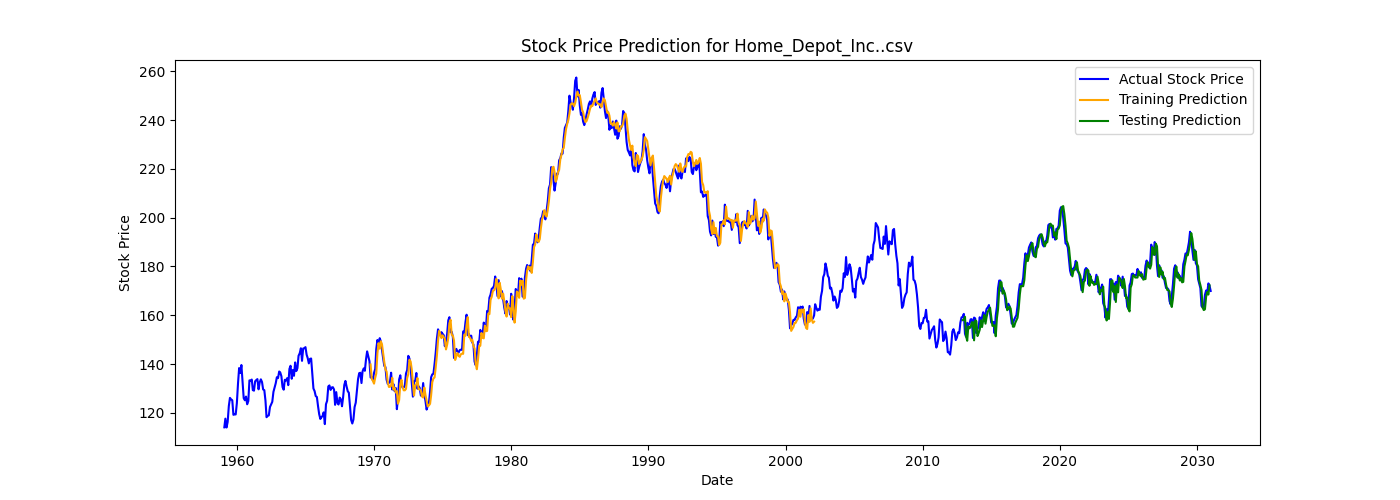 Stock Price Prediction for Home_Depot_Inc..csv
Actual Stock Price
Training Prediction
Testing Prediction
Stock Price
260
240
220
200
180
160
140
120
1960 1970 1980 1990 2000 2010 2020 2030
Date